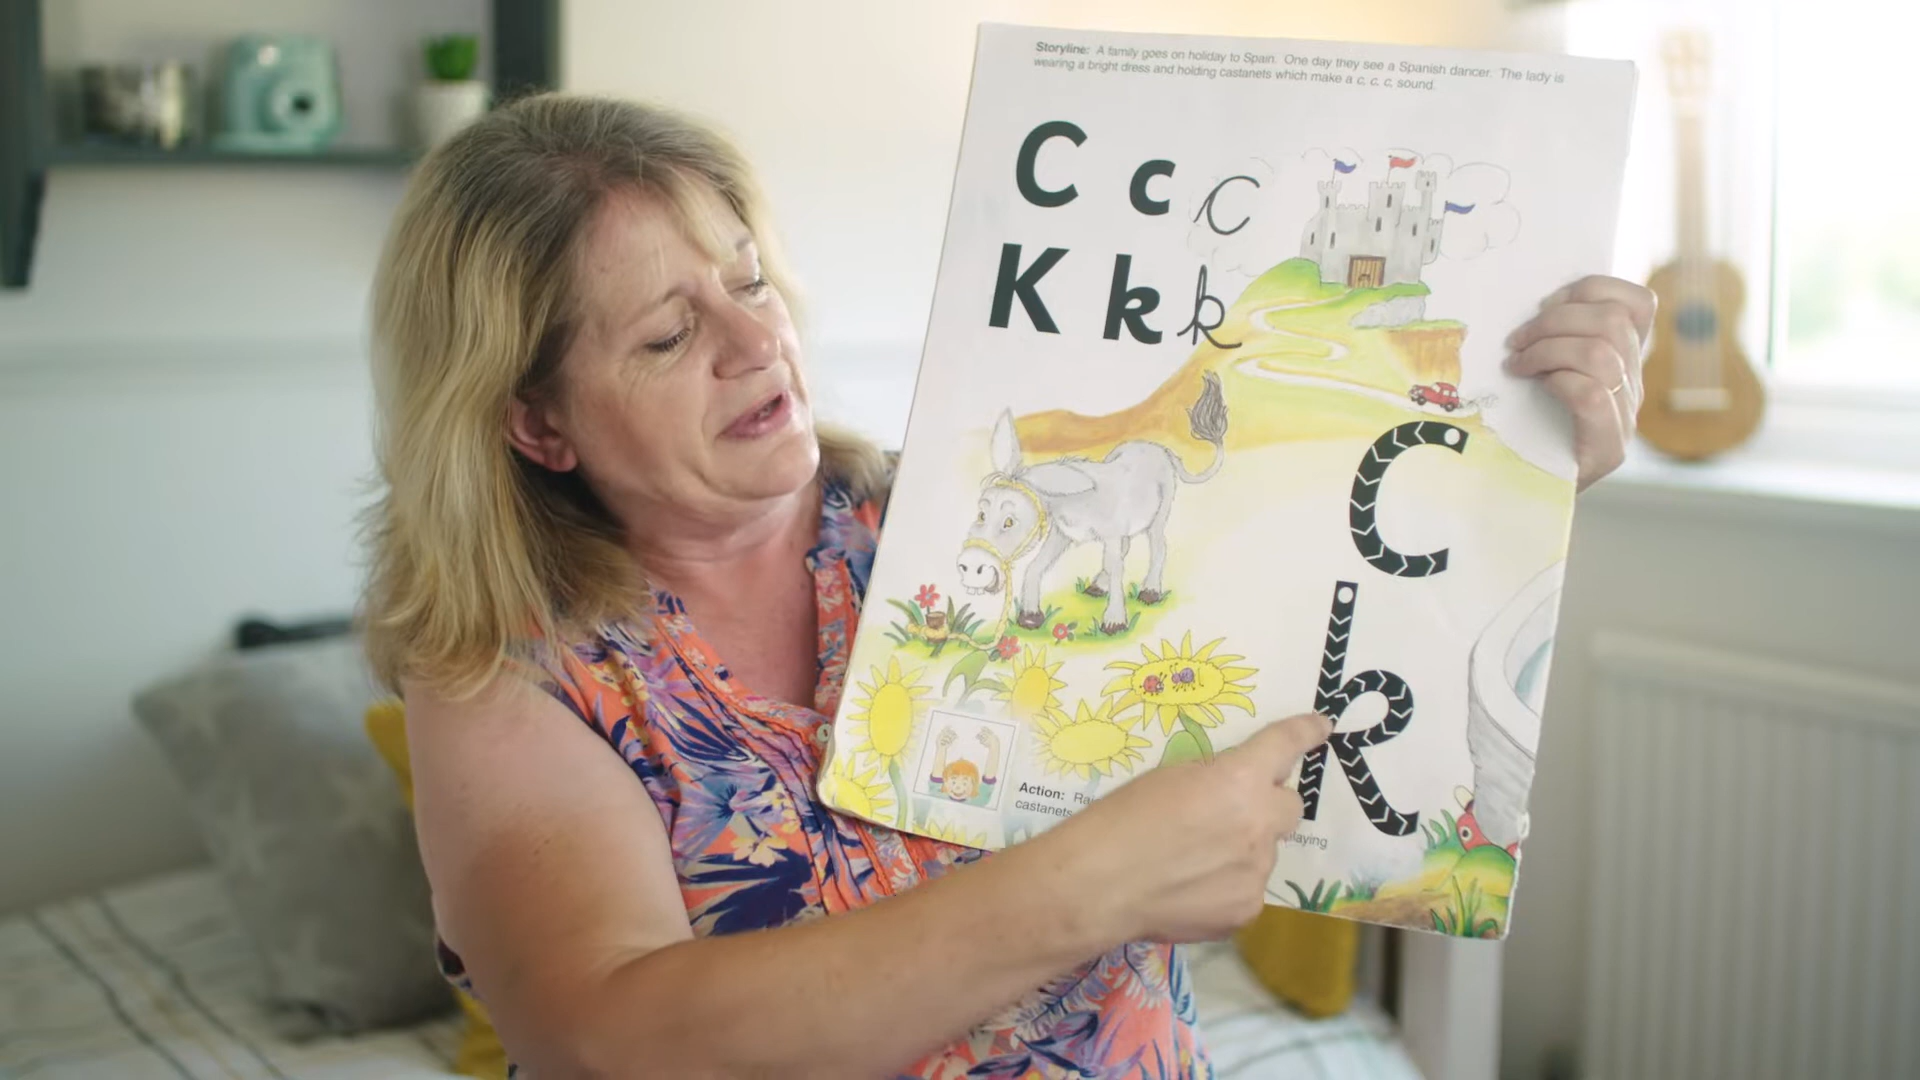 Storyline: A family goes on holiday to Spain. One day they see a Spanish dancer. The lady is
wearing a bright dress and holding castanets which make a c, c, c, sound.
C c c
K k k
c
k
Action:
castanets
playing